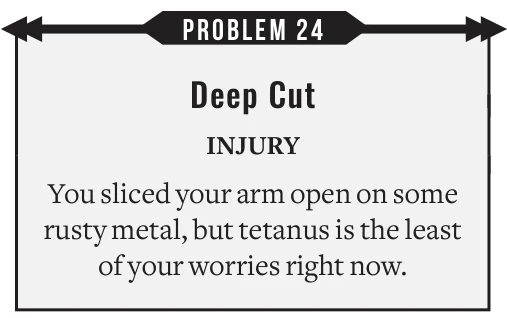 PROBLEM 24
Deep Cut
INJURY
You sliced your arm open on some
rusty metal, but tetanus is the least
of your worries right now.